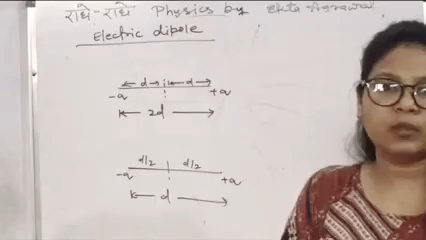 राधे-राधे Physics by Ekta Agrawal
Electric dipole
d d
-q +q
2d
d/2 d/2
-q +q
d